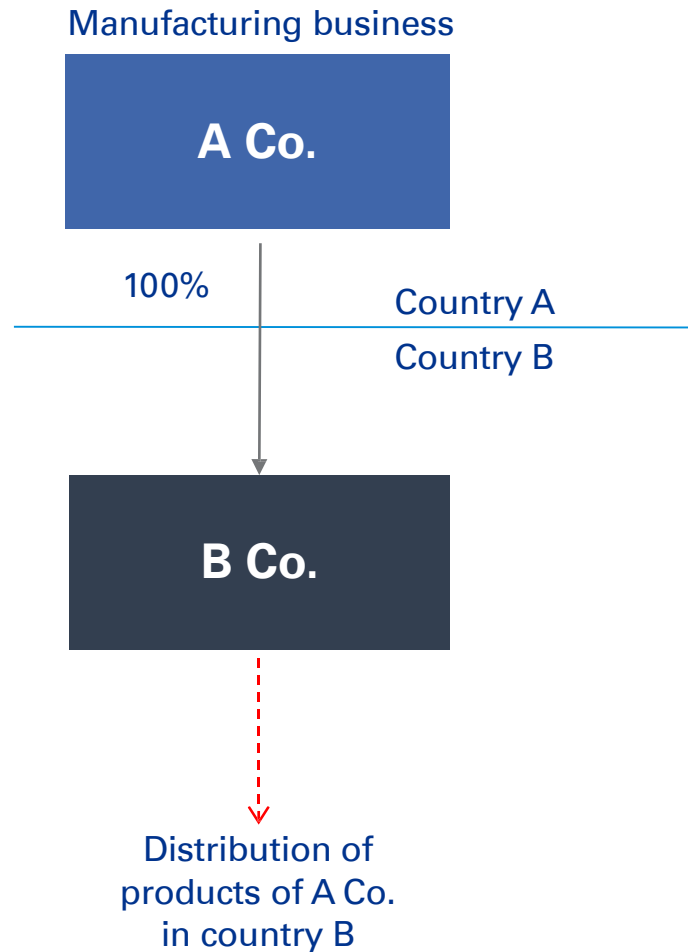 Manufacturing business
A Co.
100%
Country A
Country B
B Co.
Distribution of
products of A Co.
in country B